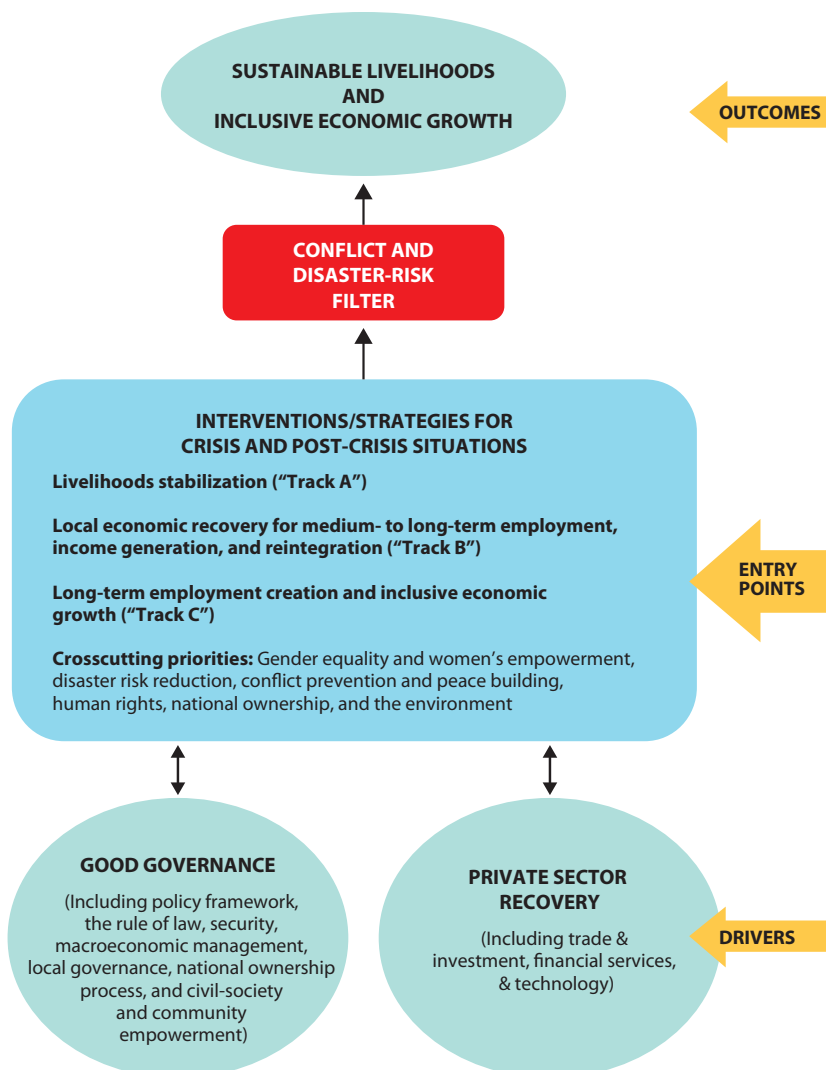 SUSTAINABLE LIVELIHOODS
AND
INCLUSIVE ECONOMIC GROWTH
OUTCOMES
CONFLICT AND
DISASTER-RISK
FILTER
INTERVENTIONS/STRATEGIES FOR
CRISIS AND POST-CRISIS SITUATIONS
Livelihoods stabilization (“Track A”)
Local economic recovery for medium- to long-term employment,
income generation, and reintegration (“Track B”)
Long-term employment creation and inclusive economic
growth (“Track C”)
Crosscutting priorities: Gender equality and women’s empowerment,
disaster risk reduction, conflict prevention and peace building,
human rights, national ownership, and the environment
ENTRY
POINTS
GOOD GOVERNANCE
(Including policy framework,
the rule of law, security,
macroeconomic management,
local governance, national ownership
process, and civil-society
and community
empowerment)
PRIVATE SECTOR
RECOVERY
(Including trade &
investment, financial services,
& technology)
DRIVERS